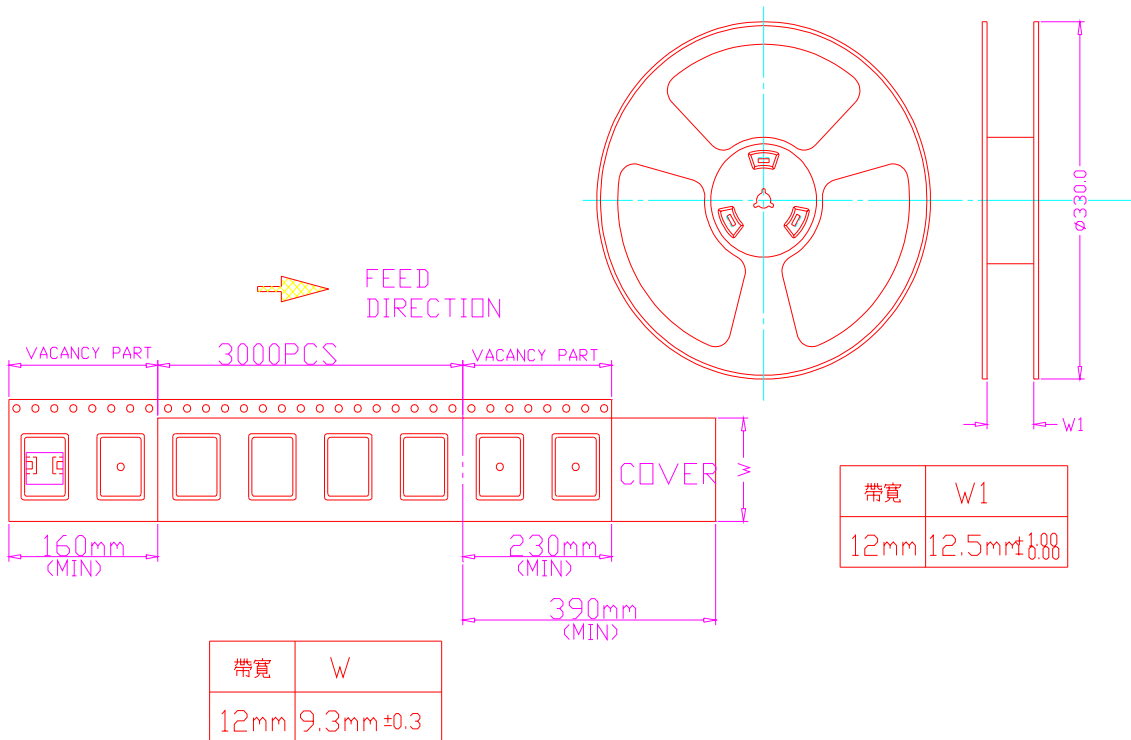 FEED
DIRECTION
VACANCY PART
3000PCS
VACANCY PART
COVER
W
160mm
(MIN)
230mm
(MIN)
390mm
(MIN)
ø330.0
W1
帶寬 W1
12mm 12.5mm±1.00 0.00
帶寬 W
12mm 9.3mm ±0.3